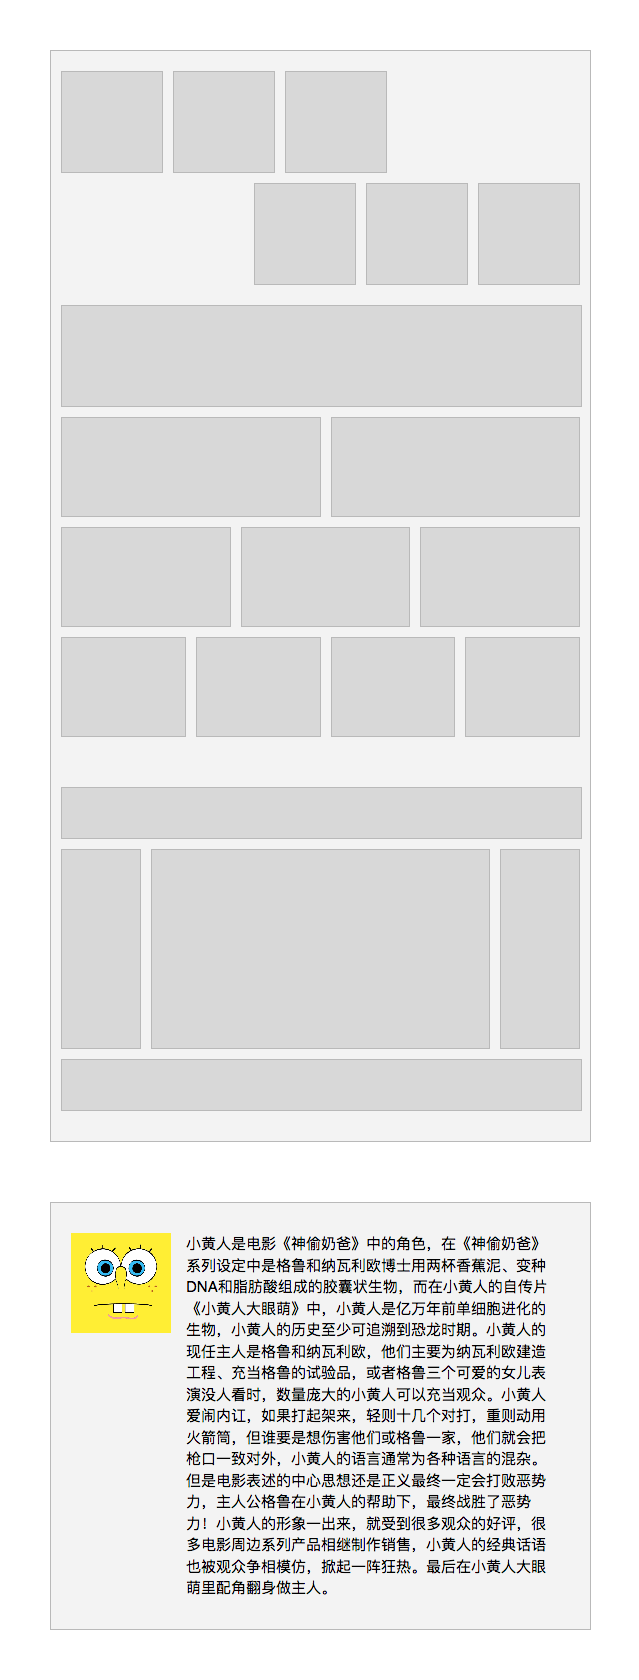 小黄人是电影《神偷奶爸》中的角色，在《神偷奶爸》
系列设定中是格鲁和纳瓦利欧博士用两杯香蕉泥、变种
DNA和脂肪酸组成的胶囊状生物，而在小黄人的自传片
《小黄人大眼萌》中，小黄人是亿万年前单细胞进化的
生物，小黄人的历史至少可追溯到恐龙时期。小黄人的
现任主人是格鲁和纳瓦利欧，他们主要为纳瓦利欧建造
工程、充当格鲁的试验品，或者格鲁三个可爱的女儿表
演没人看时，数量庞大的小黄人可以充当观众。小黄人
爱闹内讧，如果打起架来，轻则十几个对打，重则动用
火箭筒，但谁要是想伤害他们或格鲁一家，他们就会把
枪口一致对外，小黄人的语言通常为各种语言的混杂。
但是电影表述的中心思想还是正义最终一定会打败恶势
力，主人公格鲁在小黄人的帮助下，最终战胜了恶势
力！小黄人的形象一出来，就受到很多观众的好评，很
多电影周边系列产品相继制作销售，小黄人的经典话语
也被观众争相模仿，掀起一阵狂热。最后在小黄人大眼
萌里配角翻身做主人。